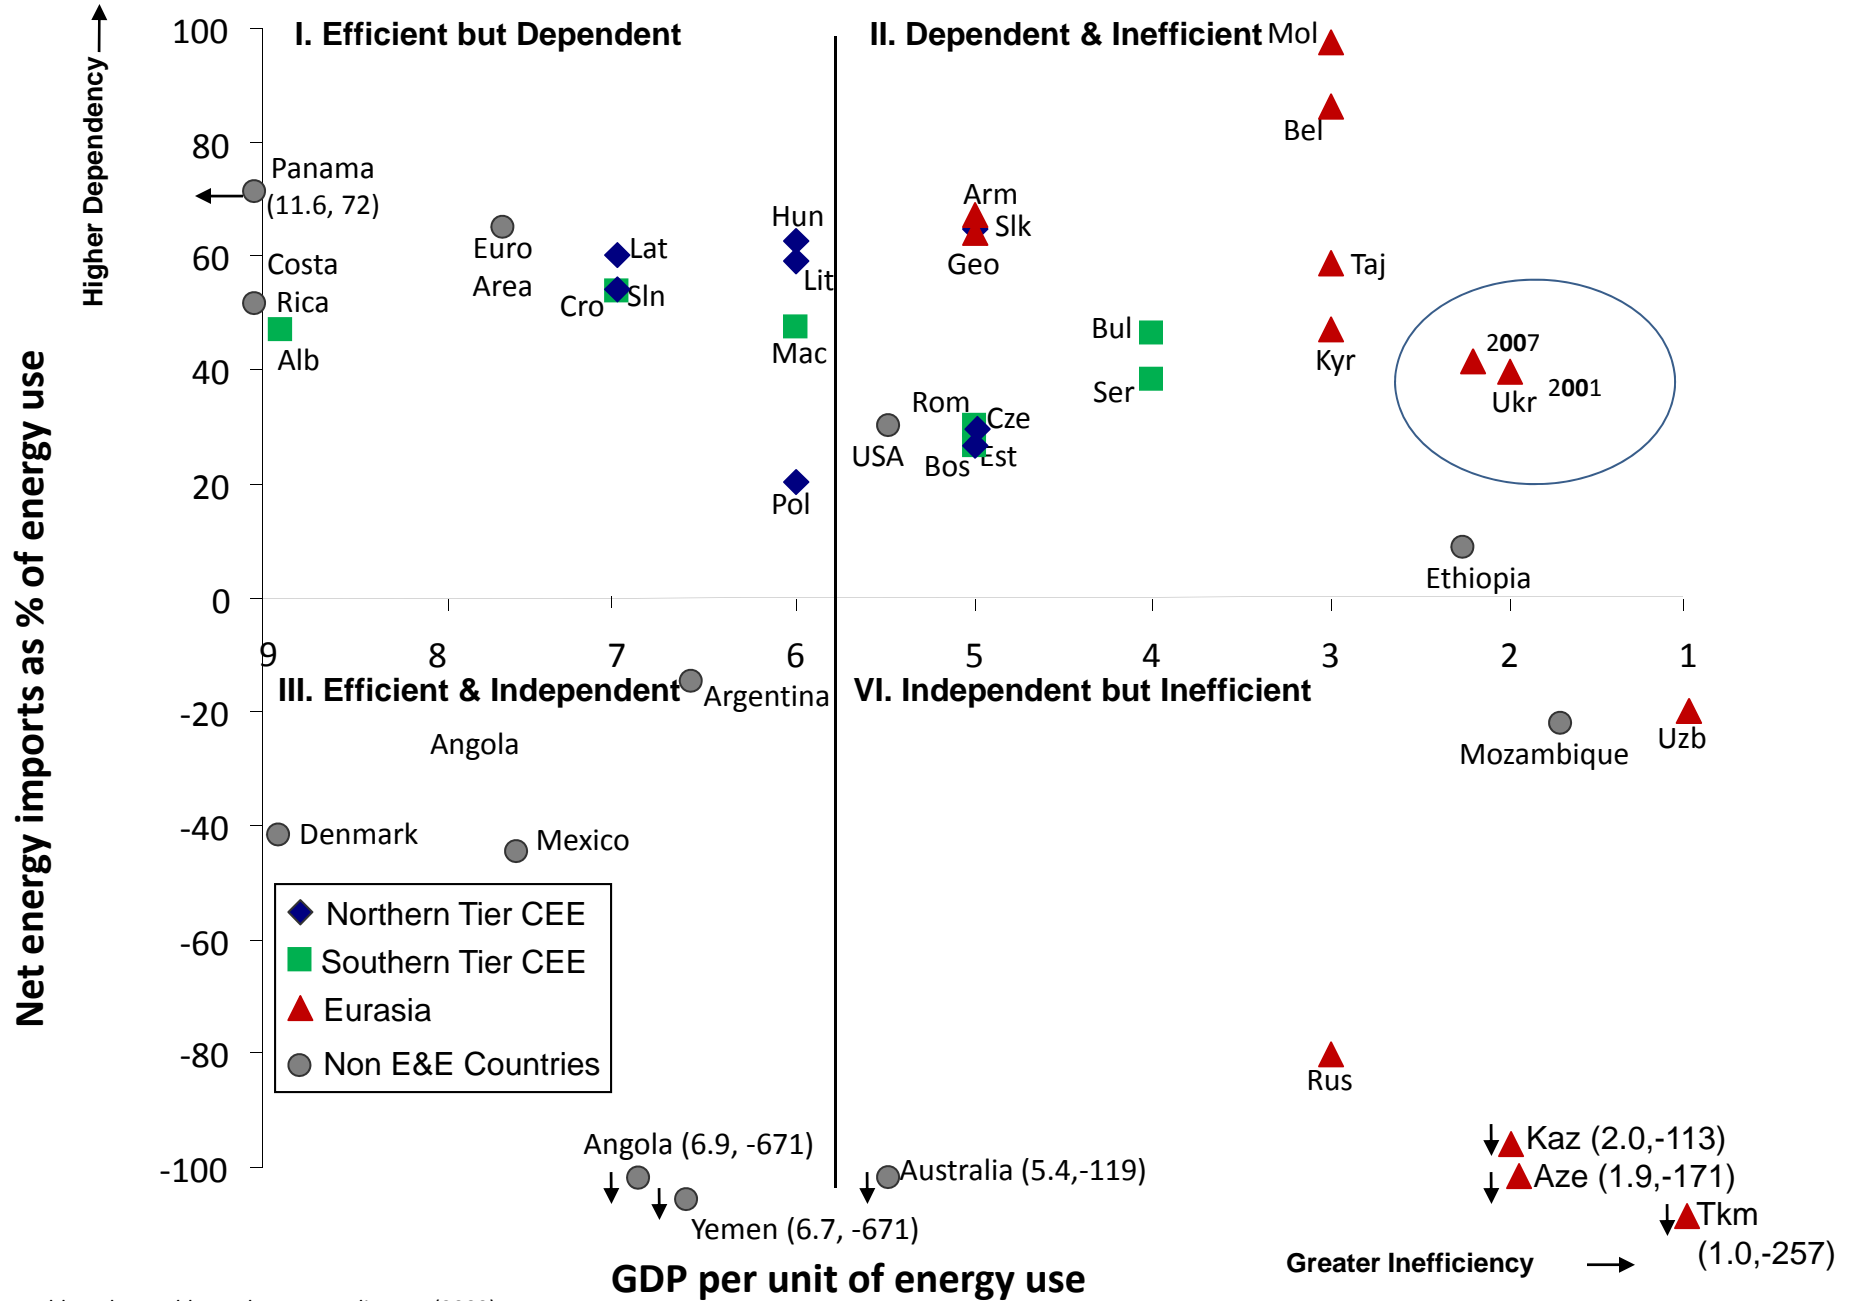 100
I. Efficient but Dependent
II. Dependent & Inefficient
Mol
Higher Dependency
Bel
80
Panama
(11.6, 72)
Arm
Hun
Slk
60
Euro
Area
Lat
Costa
Rica
Geo
Taj
Lit
Cro
Sln
Bul
Mac
Kyr
2007
Alb
40
Ser
Ukr
2001
Rom
Cze
USA
Bos
Est
20
Pol
Ethiopia
0
9 8 7 6 5 4 3 2 1
III. Efficient & Independent
Argentina
VI. Independent but Inefficient
-20
Angola
Mozambique
Uzb
-40
Denmark
Mexico
Net energy imports as % of energy use
Northern Tier CEE
-60
Southern Tier CEE
Eurasia
-80
Non E&E Countries
Rus
Angola (6.9, -671)
Kaz (2.0,-113)
-100
Australia (5.4,-119)
Aze (1.9,-171)
Yemen (6.7, -671)
Tkm
(1.0,-257)
Greater Inefficiency
GDP per unit of energy use